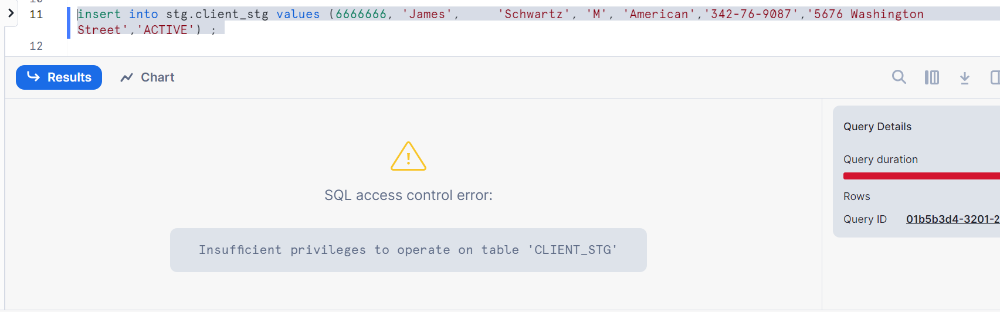 11 insert into stg.client_stg values (6666666, 'James', 'Schwartz', 'M', 'American','342-76-9087','5676 Washington
Street','ACTIVE') ;
12
Results Chart
SQL access control error:
Insufficient privileges to operate on table 'CLIENT_STG'
Query Details
Query duration
Rows
Query ID 01b5b3d4-3201-2